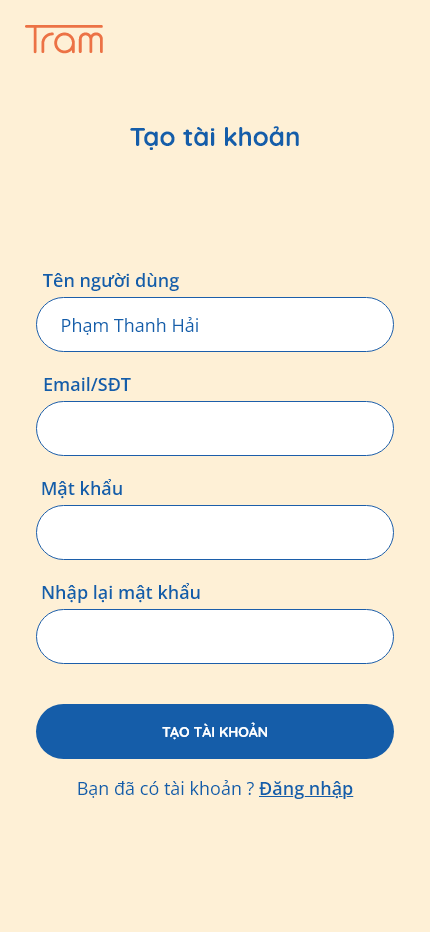 Tram
Tạo tài khoản
Tên người dùng
Phạm Thanh Hải
Email/SĐT
Mật khẩu
Nhập lại mật khẩu
TẠO TÀI KHOẢN
Bạn đã có tài khoản ? Đăng nhập